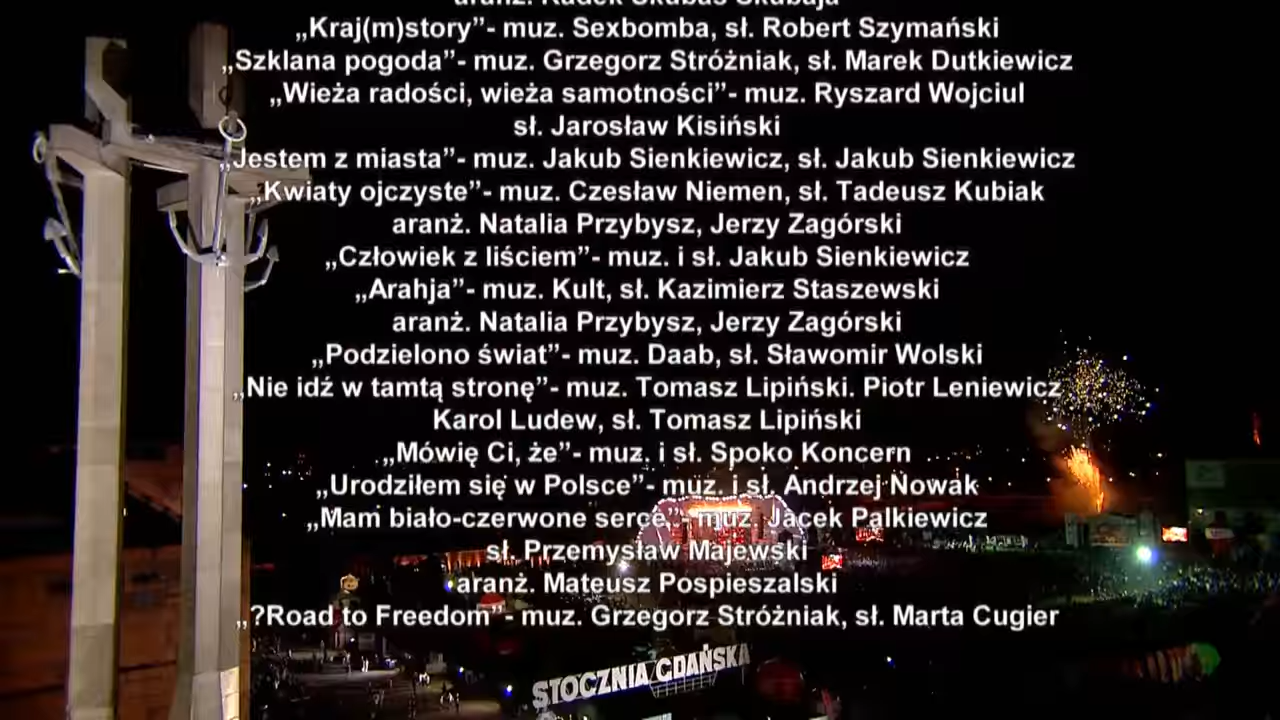 aranż. Radek Skubas Skubaja
„Kraj(m)story”- muz. Sexbomba, sł. Robert Szymański
„Szklana pogoda”- muz. Grzegorz Stróżniak, sł. Marek Dutkiewicz
„Wieża radości, wieża samotności”- muz. Ryszard Wojciul
sł. Jarosław Kisiński
„Jestem z miasta”- muz. Jakub Sienkiewicz, sł. Jakub Sienkiewicz
„Kwiaty ojczyste”- muz. Czesław Niemen, sł. Tadeusz Kubiak
aranż. Natalia Przybysz, Jerzy Zagórski
„Człowiek z liściem”- muz. i sł. Jakub Sienkiewicz
„Arahja”- muz. Kult, sł. Kazimierz Staszewski
aranż. Natalia Przybysz, Jerzy Zagórski
„Podzielono świat”- muz. Daab, sł. Sławomir Wolski
„Nie idź w tamtą stronę”- muz. Tomasz Lipiński. Piotr Leniewicz
Karol Ludew, sł. Tomasz Lipiński
„Mówię Ci, że”- muz. i sł. Spoko Koncern
„Urodziłem się w Polsce”- muz. i sł. Andrzej Nowak
„Mam biało-czerwone serce”- muz. Jacek Palkiewicz
sł. Przemysław Majewski
aranż. Mateusz Pospieszalski
„?Road to Freedom”- muz. Grzegorz Stróżniak, sł. Marta Cugier
STOCZNIA GDAŃSKA